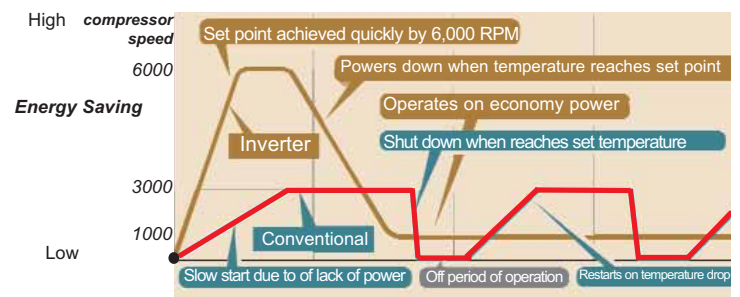 High
compressor
speed
Set point achieved quickly by 6,000 RPM
6000
Powers down when temperature reaches set point
Energy Saving
Operates on economy power
Inverter
Shut down when reaches set temperature
3000
1000
Conventional
Low
Slow start due to of lack of power
Off period of operation
Restarts on temperature drop